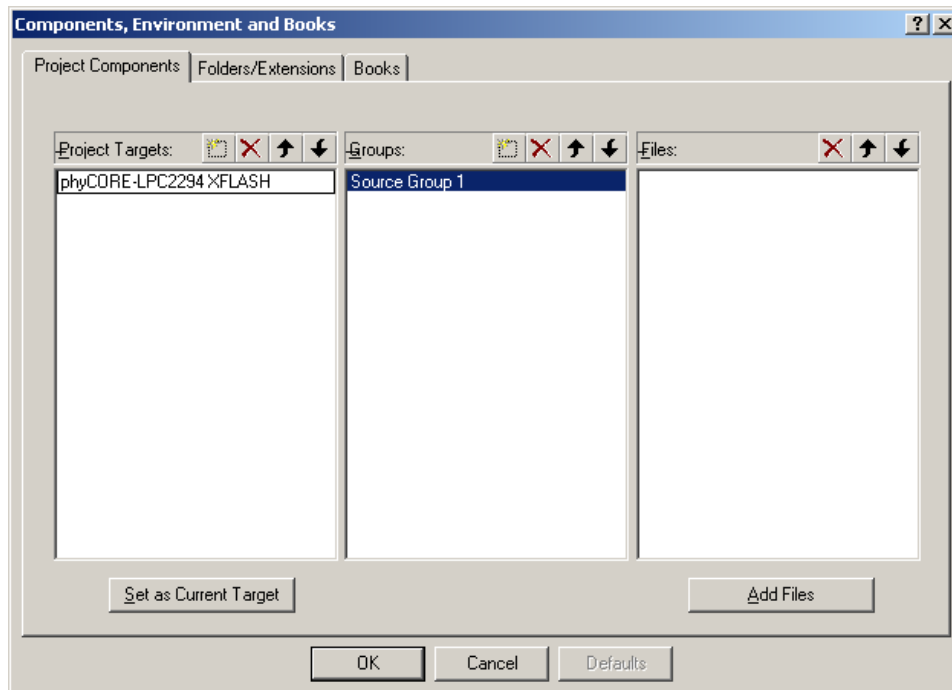 Components, Environment and Books
Project Components Folders/Extensions Books
Project Targets: Groups: Files:
phyCORE-LPC2294 XFLASH Source Group 1
Set as Current Target Add Files
OK Cancel Defaults